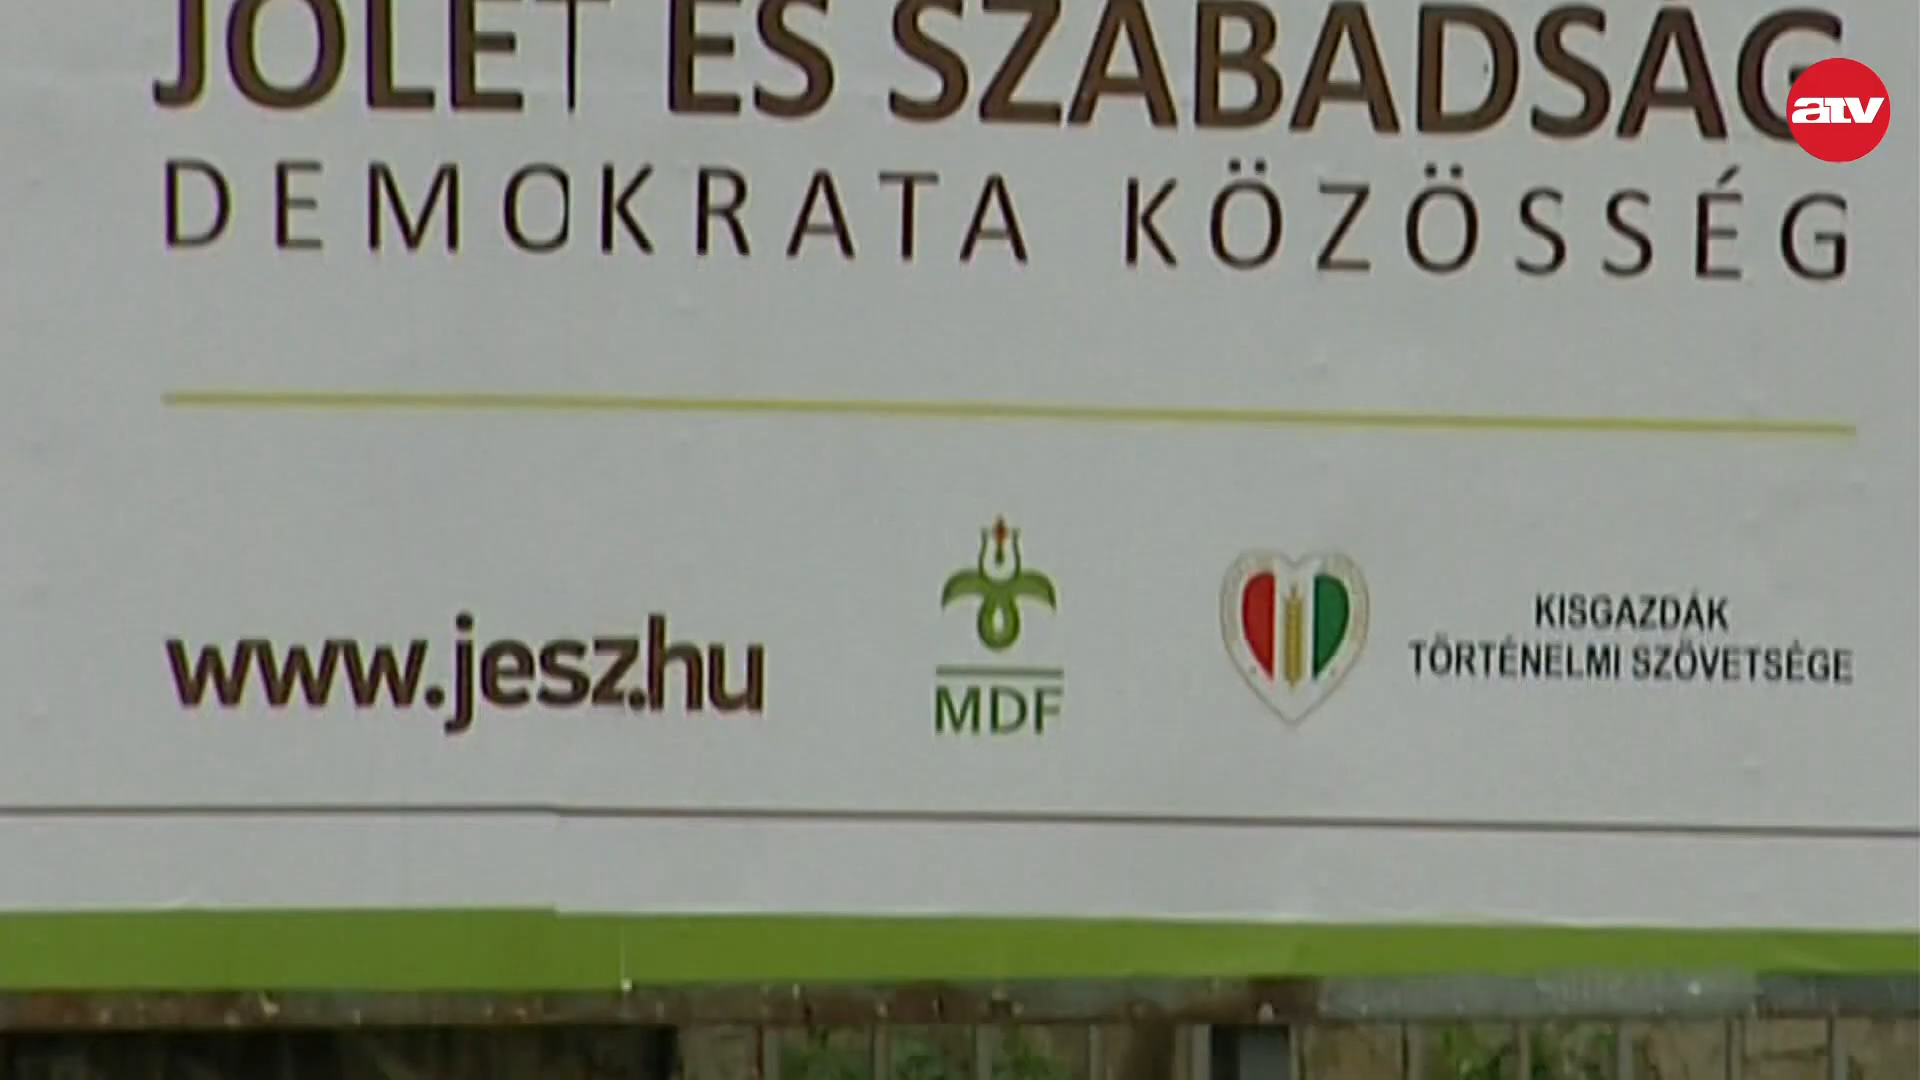 JÓLÉT ÉS SZABADSÁG
DEMOKRATA KÖZÖSSÉG
www.jesz.hu
MDF
KISGAZDÁK
TÖRTÉNELMI SZÖVETSÉGE
atv